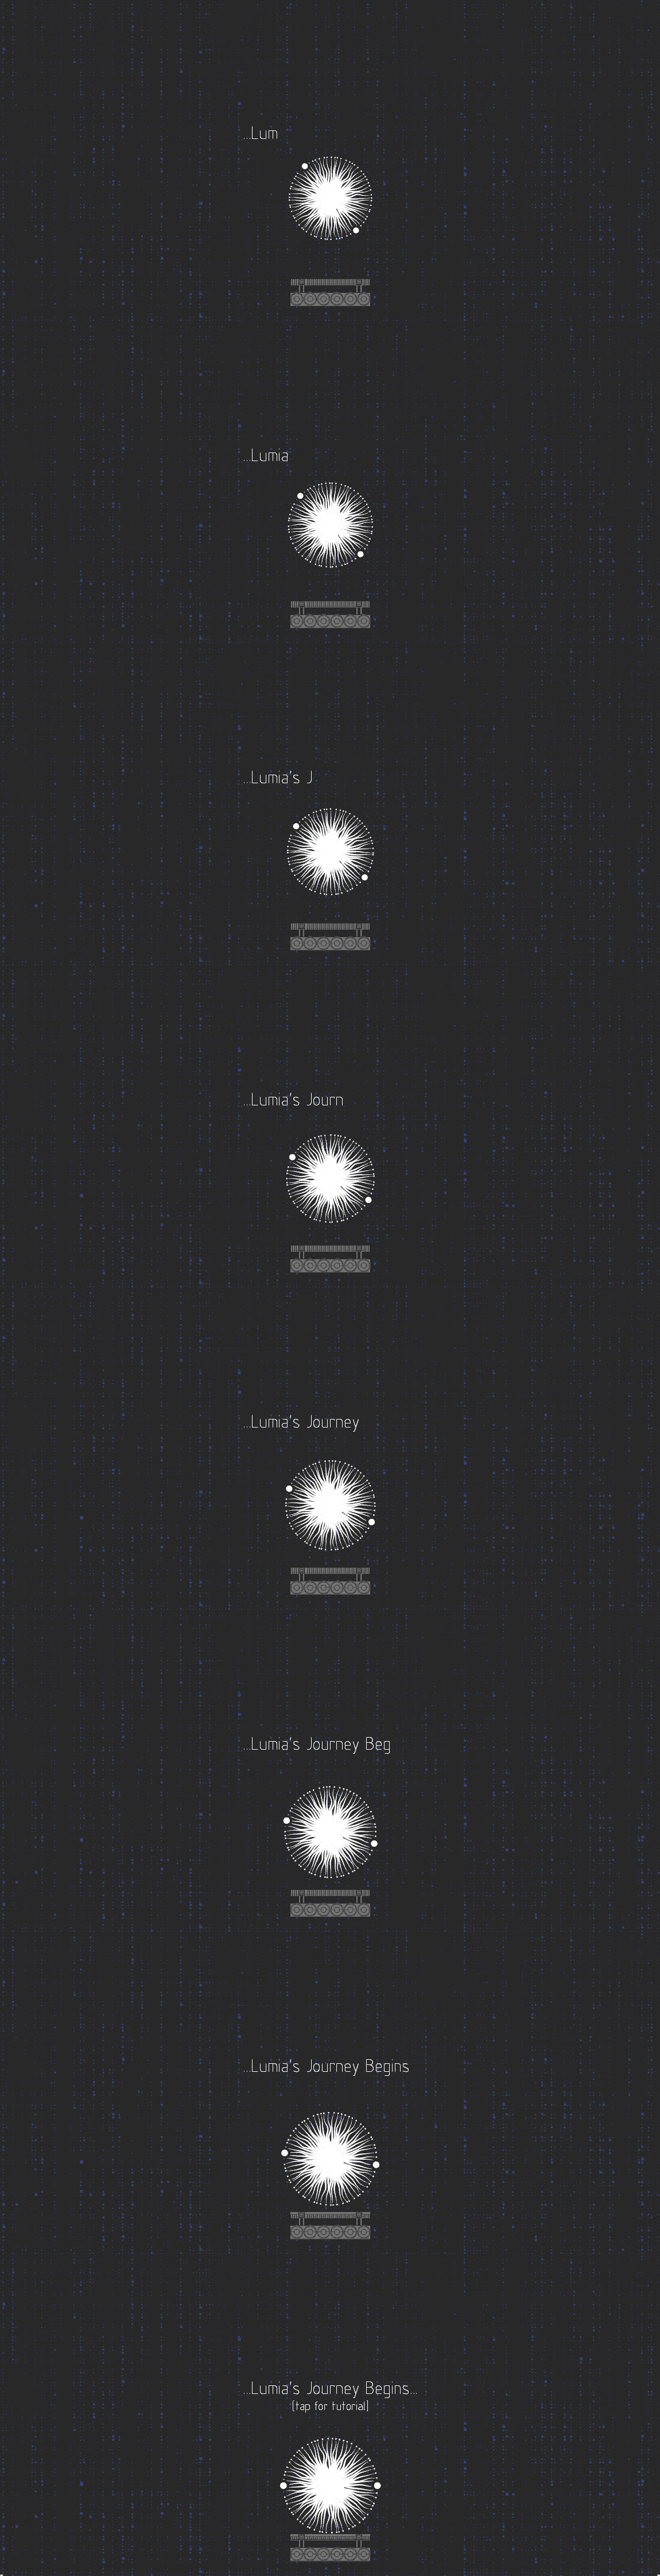 ...Lum
...Lumia
...Lumia's J
...Lumia's Journ
...Lumia's Journey
...Lumia's Journey Beg
...Lumia's Journey Begins
...Lumia's Journey Begins...
[tap for tutorial]